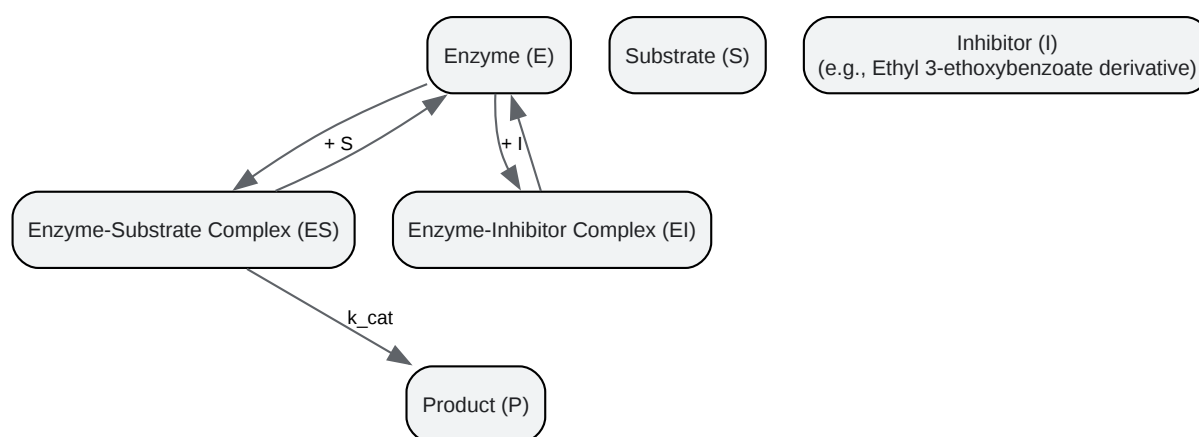 Enzyme (E)
Substrate (S)
Inhibitor (I)
(e.g., Ethyl 3-ethoxybenzoate derivative)
+ S
+ I
Enzyme-Substrate Complex (ES)
Enzyme-Inhibitor Complex (EI)
k_cat
Product (P)